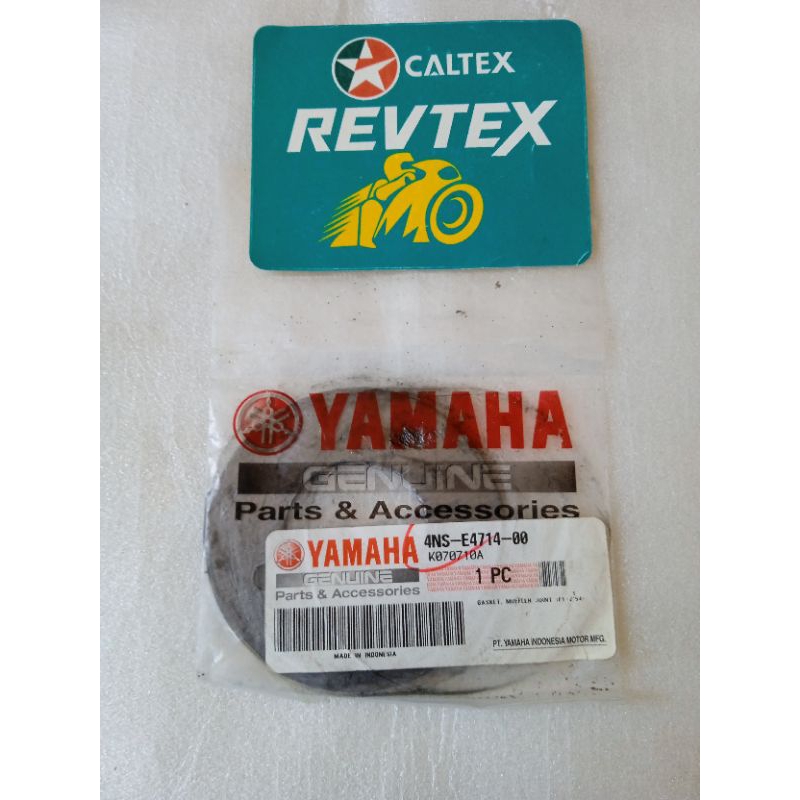 CALTEX
REVTEX
YAMAHA
GENUINE
Parts & Accessories
YAMAHA
GENUINE
Parts & Accessories
4NS-E4714-00
K070710A
1 PC
GASKET, MUFFLER JOINT
MADE IN INDONESIA
PT. YAMAHA INDONESIA MOTOR MFG.